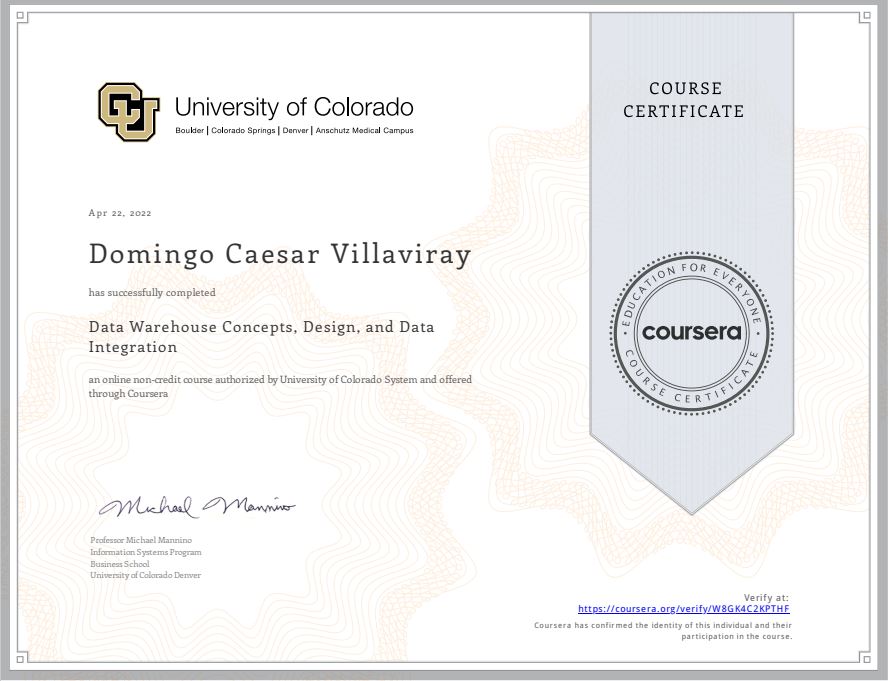 University of Colorado
Boulder | Colorado Springs | Denver | Anschutz Medical Campus
COURSE
CERTIFICATE
Apr 22, 2022
Domingo Caesar Villaviray
has successfully completed
Data Warehouse Concepts, Design, and Data
Integration
an online non-credit course authorized by University of Colorado System and offered
through Coursera
EDUCATION FOR EVERYONE
coursera
COURSE CERTIFICATE
Michael Mannino
Professor Michael Mannino
Information Systems Program
Business School
University of Colorado Denver
Verify at:
https://coursera.org/verify/W8GK4C2KPTHF
Coursera has confirmed the identity of this individual and their
participation in the course.